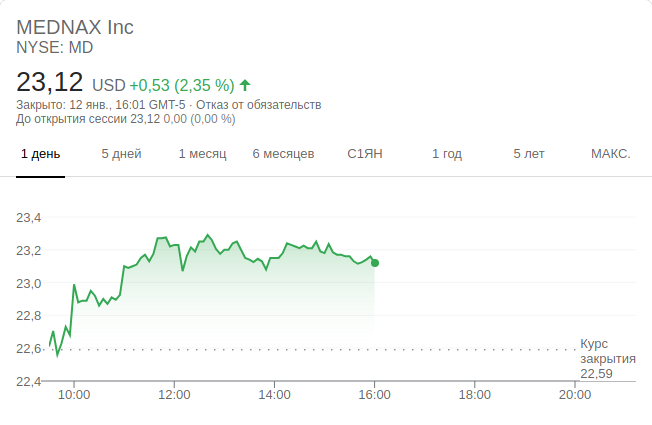 MEDNAX Inc
NYSE: MD
23,12 USD +0,53 (2,35 %)
Закрыто: 12 янв., 16:01 GMT-5 · Отказ от обязательств
До открытия сессии 23,12 0,00 (0,00 %)
1 день 5 дней 1 месяц 6 месяцев С1ЯН 1 год 5 лет МАКС.
23,4
23,2
23,0
22,8
22,6
22,4
Курс
закрытия
22,59
10:00 12:00 14:00 16:00 18:00 20:00